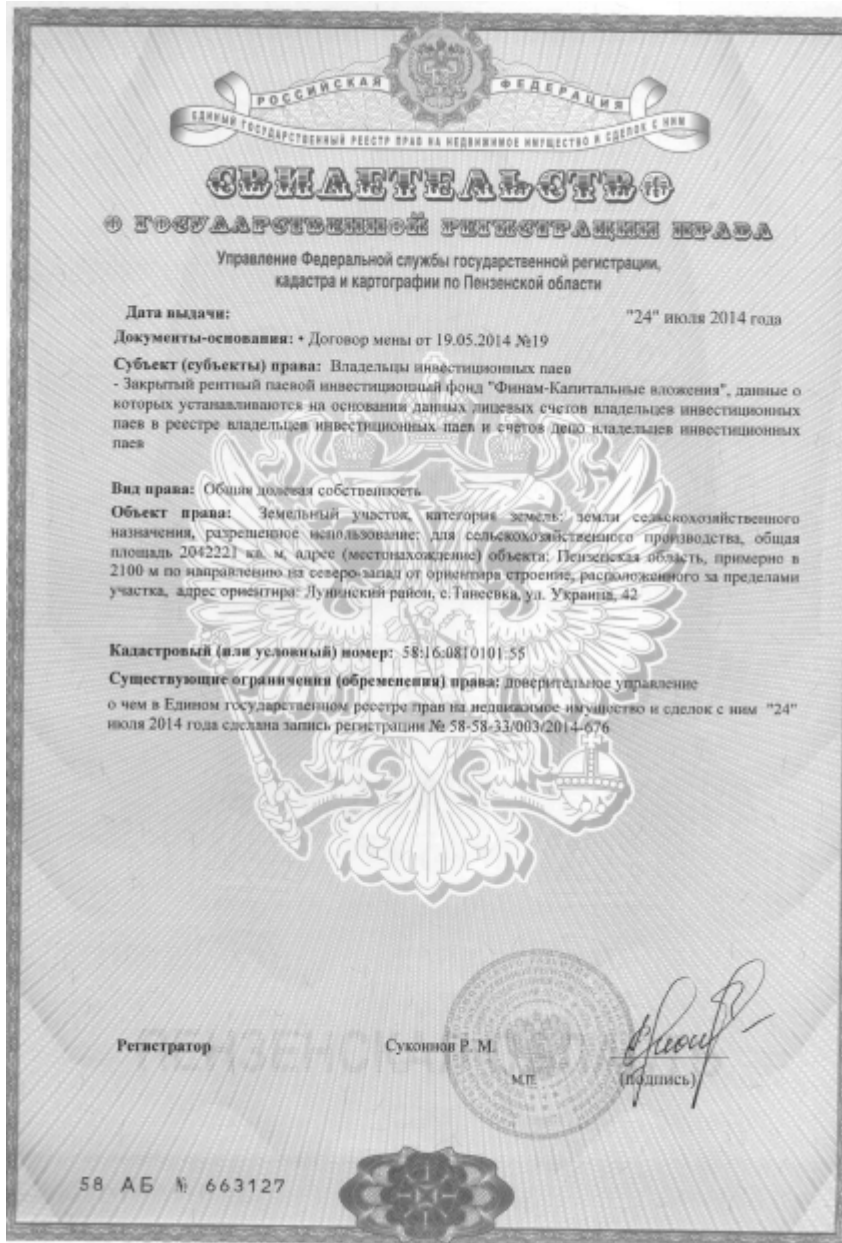 РОССИЙСКАЯ ФЕДЕРАЦИЯ
ЕДИНЫЙ ГОСУДАРСТВЕННЫЙ РЕЕСТР ПРАВ НА НЕДВИЖИМОЕ ИМУЩЕСТВО И СДЕЛОК С НИМ
СВИДЕТЕЛЬСТВО
О ГОСУДАРСТВЕННОЙ РЕГИСТРАЦИИ ПРАВА
Управление Федеральной службы государственной регистрации,
кадастра и картографии по Пензенской области
Дата выдачи: "24" июля 2014 года
Документы-основания: • Договор мены от 19.05.2014 №19
Субъект (субъекты) права: Владельцы инвестиционных паев
- Закрытый рентный паевой инвестиционный фонд "Финам-Капитальные вложения", данные о
которых устанавливаются на основании данных лицевых счетов владельцев инвестиционных
паев в реестре владельцев инвестиционных паев и счетов депо владельцев инвестиционных
паев
Вид права: Общая долевая собственность
Объект права: Земельный участок, категория земель: земли сельскохозяйственного
назначения, разрешенное использование: для сельскохозяйственного производства, общая
площадь 2042221 кв. м, адрес (местонахождение) объекта: Пензенская область, примерно в
2100 м по направлению на северо-запад от ориентира строение, расположенного за пределами
участка, адрес ориентира: Лунинский район, с.Танеевка, ул. Украина, 42
Кадастровый (или условный) номер: 58:16:0810101:55
Существующие ограничения (обременения) права: доверительное управление
о чем в Едином государственном реестре прав на недвижимое имущество и сделок с ним "24"
июля 2014 года сделана запись регистрации № 58-58-33/003/2014-676
Регистратор Суконнов Р. М.
М.П. (подпись)
58 АБ № 663127